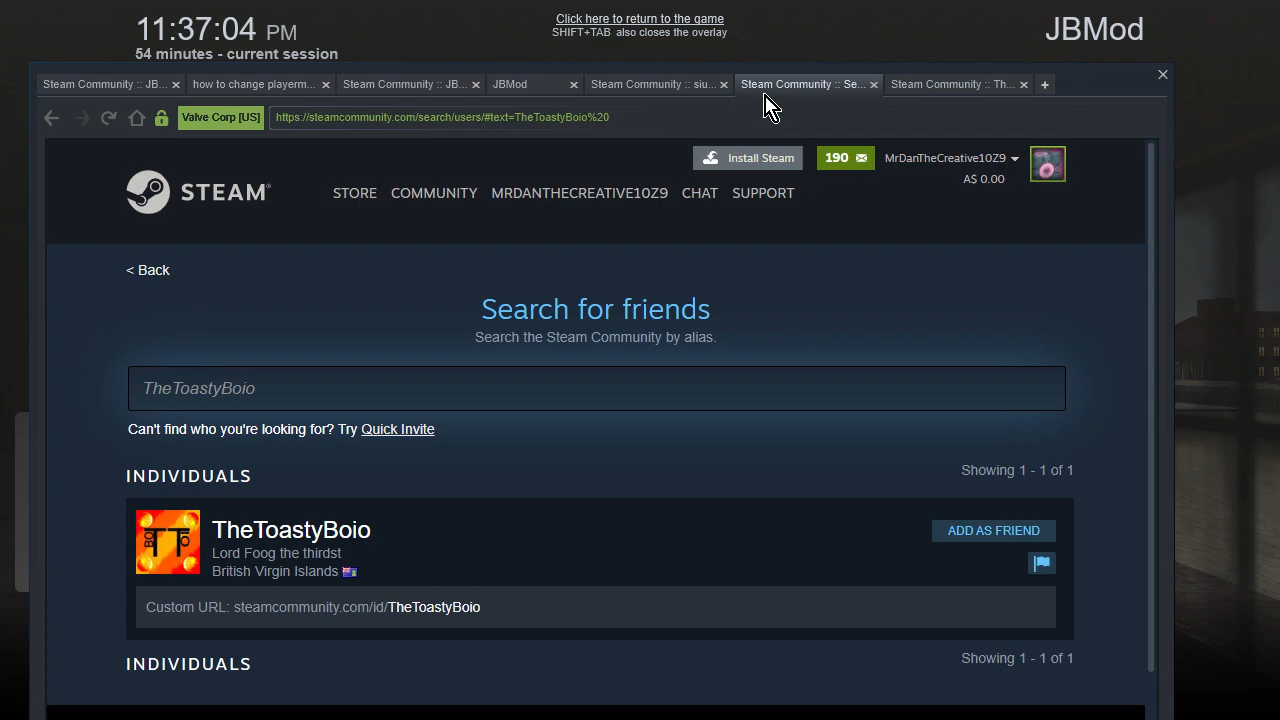 11:37:04 PM
54 minutes - current session
Click here to return to the game
SHIFT+TAB also closes the overlay
JBMod
Steam Community :: JB...
how to change playerm...
Steam Community :: JB...
JBMod
Steam Community :: siu...
Steam Community :: Se...
Steam Community :: Th...
Valve Corp [US]
https://steamcommunity.com/search/users/#text=TheToastyBoio%20
Install Steam
190
MrDanTheCreative10Z9
A$ 0.00
STEAM®
STORE COMMUNITY MRDANTHECREATIVE10Z9 CHAT SUPPORT
< Back
Search for friends
Search the Steam Community by alias.
TheToastyBoio
Can't find who you're looking for? Try Quick Invite
INDIVIDUALS
Showing 1 - 1 of 1
BOI TT OIO
TheToastyBoio
Lord Foog the thirdst
British Virgin Islands
ADD AS FRIEND
Custom URL: steamcommunity.com/id/TheToastyBoio
INDIVIDUALS
Showing 1 - 1 of 1